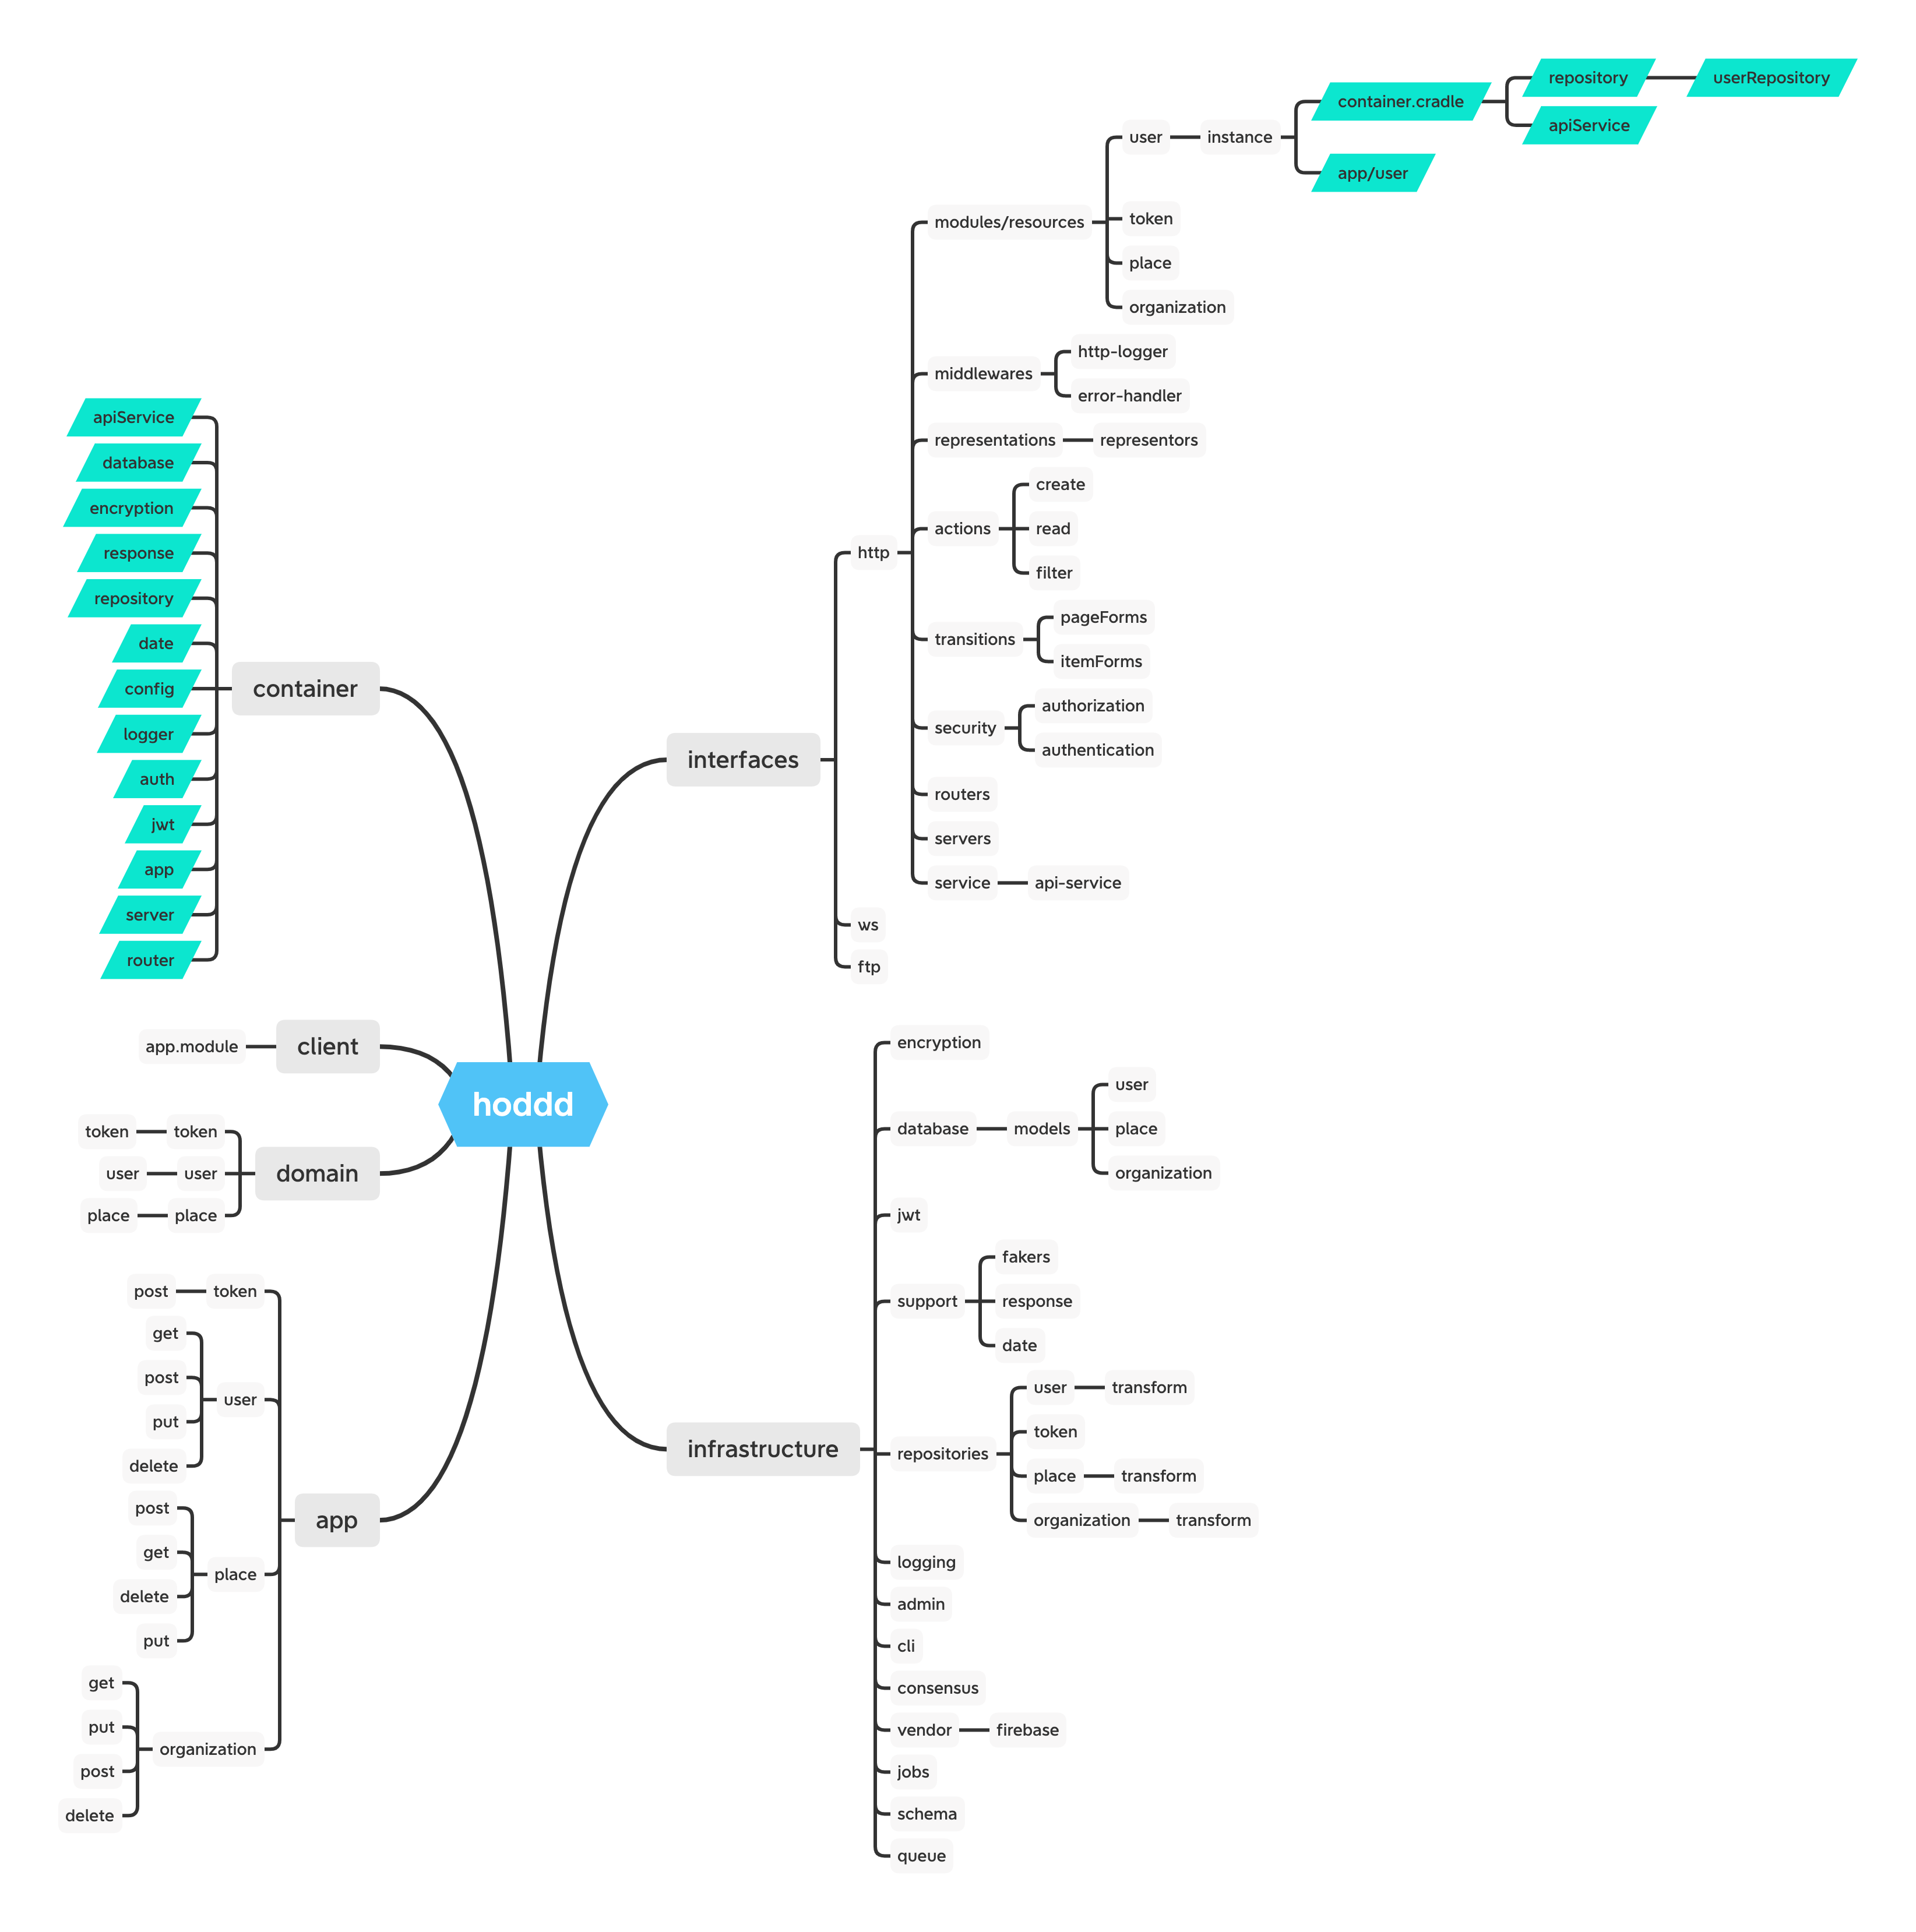 hoddd
interfaces
http
modules/resources
user
instance
container.cradle
repository
userRepository
apiService
app/user
token
place
organization
middlewares
http-logger
error-handler
representations
representors
actions
create
read
filter
transitions
pageForms
itemForms
security
authorization
authentication
routers
servers
service
api-service
ws
ftp
infrastructure
encryption
database
models
user
place
organization
jwt
support
fakers
response
date
repositories
user
transform
token
place
transform
organization
transform
logging
admin
cli
consensus
vendor
firebase
jobs
schema
queue
container
apiService
database
encryption
response
repository
date
config
logger
auth
jwt
app
server
router
client
app.module
domain
token
token
user
user
place
place
app
token
post
user
get
post
put
delete
place
post
get
delete
put
organization
get
put
post
delete